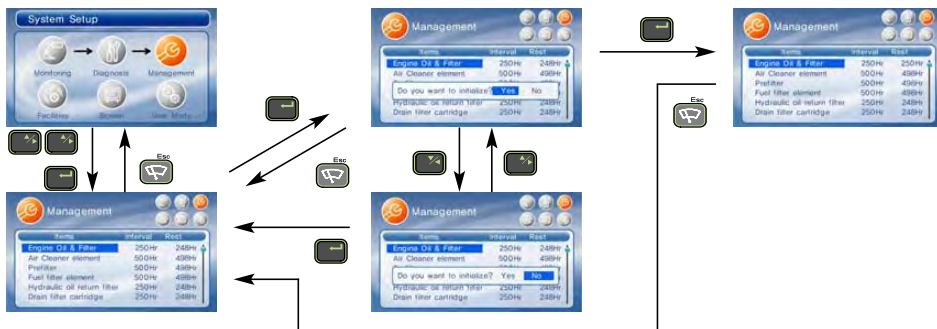 System Setup
Monitoring Diagnosis Management
Facilities Screen User Mode
Esc
Management
Items Interval Rest
Engine Oil & Filter 250Hr 248Hr
Air Cleaner element 500Hr 498Hr
Do you want to initialize? Yes No
Hydraulic oil return filter 250Hr 248Hr
Drain filter cartridge 250Hr 248Hr
Esc
Management
Items Interval Rest
Engine Oil & Filter 250Hr 250Hr
Air Cleaner element 500Hr 498Hr
Prefilter 500Hr 498Hr
Fuel filter element 500Hr 498Hr
Hydraulic oil return filter 250Hr 248Hr
Drain filter cartridge 250Hr 248Hr
Esc
Management
Items Interval Rest
Engine Oil & Filter 250Hr 248Hr
Air Cleaner element 500Hr 498Hr
Prefilter 500Hr 498Hr
Fuel filter element 500Hr 498Hr
Hydraulic oil return filter 250Hr 248Hr
Drain filter cartridge 250Hr 248Hr
Management
Items Interval Rest
Engine Oil & Filter 250Hr 248Hr
Air Cleaner element 500Hr 498Hr
Do you want to initialize? Yes No
Hydraulic oil return filter 250Hr 248Hr
Drain filter cartridge 250Hr 248Hr